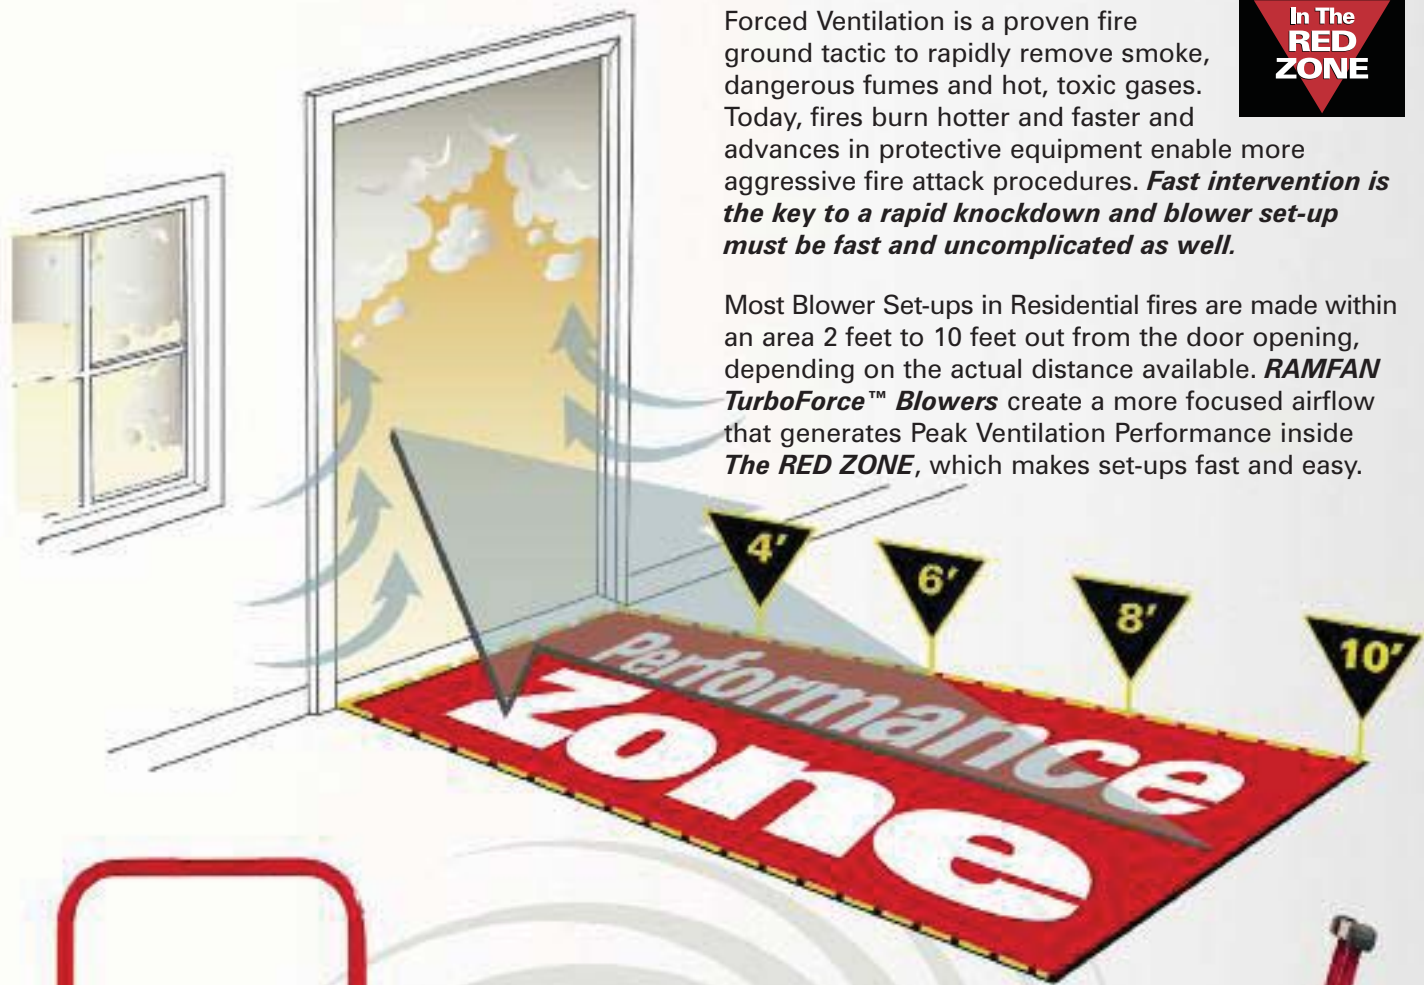 Forced Ventilation is a proven fire
ground tactic to rapidly remove smoke,
dangerous fumes and hot, toxic gases.
Today, fires burn hotter and faster and
advances in protective equipment enable more
aggressive fire attack procedures. Fast intervention is
the key to a rapid knockdown and blower set-up
must be fast and uncomplicated as well.
In The
RED
ZONE
Most Blower Set-ups in Residential fires are made within
an area 2 feet to 10 feet out from the door opening,
depending on the actual distance available. RAMFAN
TurboForce™ Blowers create a more focused airflow
that generates Peak Ventilation Performance inside
The RED ZONE, which makes set-ups fast and easy.
4'
6'
8'
10'
Performance
zone